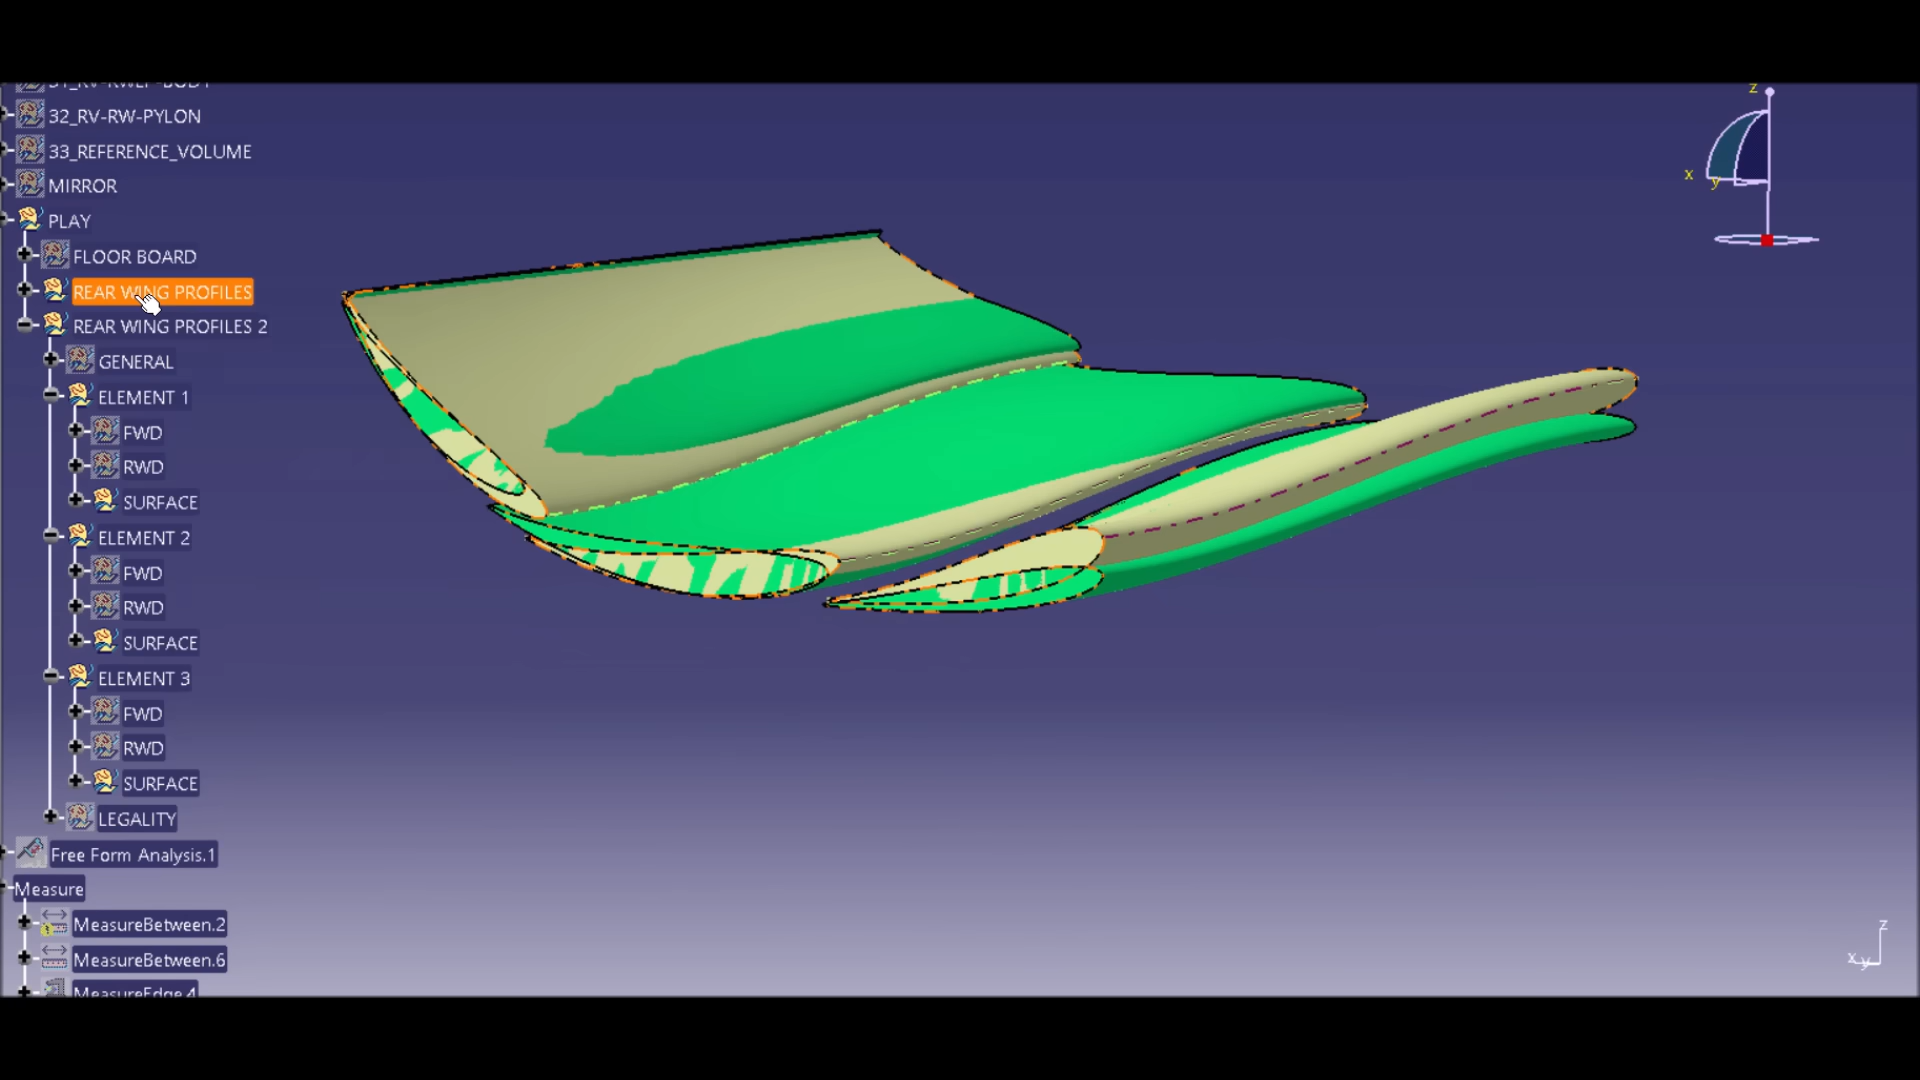 32_RV-RW-PYLON
33_REFERENCE_VOLUME
MIRROR
PLAY
FLOOR BOARD
REAR WING PROFILES
REAR WING PROFILES 2
GENERAL
ELEMENT 1
FWD
RWD
SURFACE
ELEMENT 2
FWD
RWD
SURFACE
ELEMENT 3
FWD
RWD
SURFACE
LEGALITY
Free Form Analysis.1
Measure
MeasureBetween.2
MeasureBetween.6
MeasureEdge.4
z
x
y
z
x
y